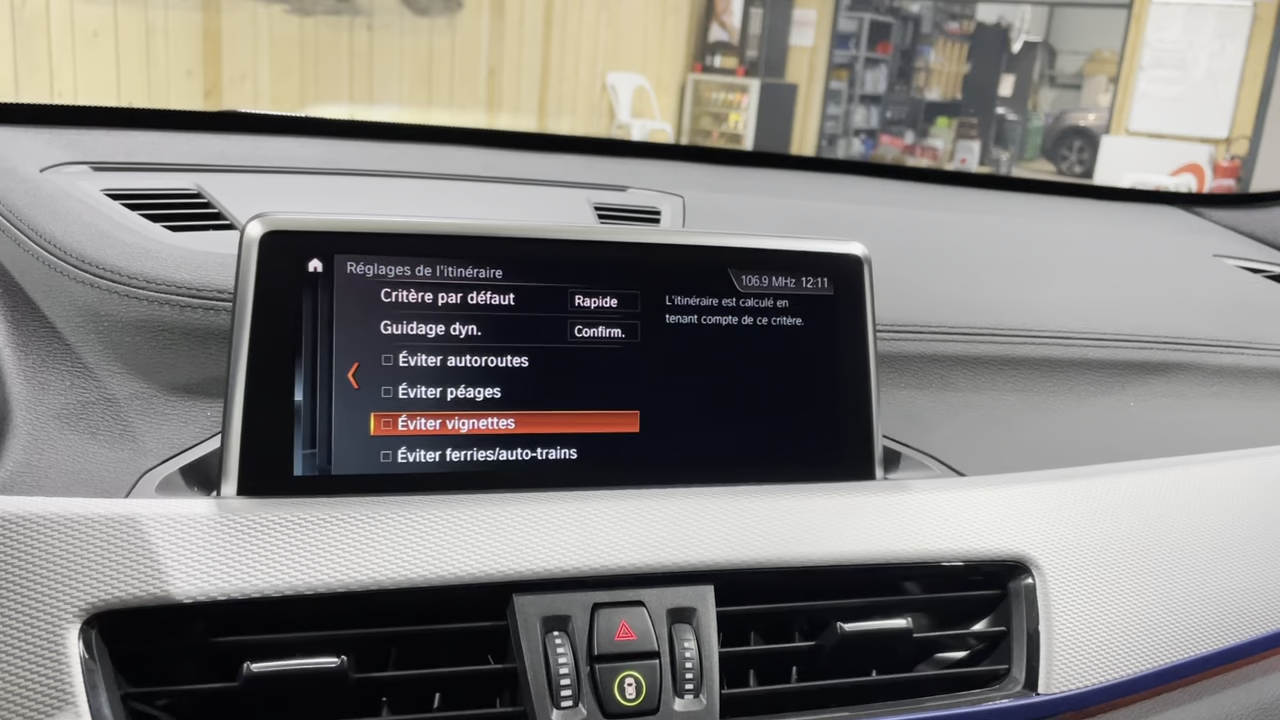 Réglages de l'itinéraire
106.9 MHz 12:11
Critère par défaut Rapide
L'itinéraire est calculé en
tenant compte de ce critère.
Guidage dyn. Confirm.
Éviter autoroutes
Éviter péages
Éviter vignettes
Éviter ferries/auto-trains